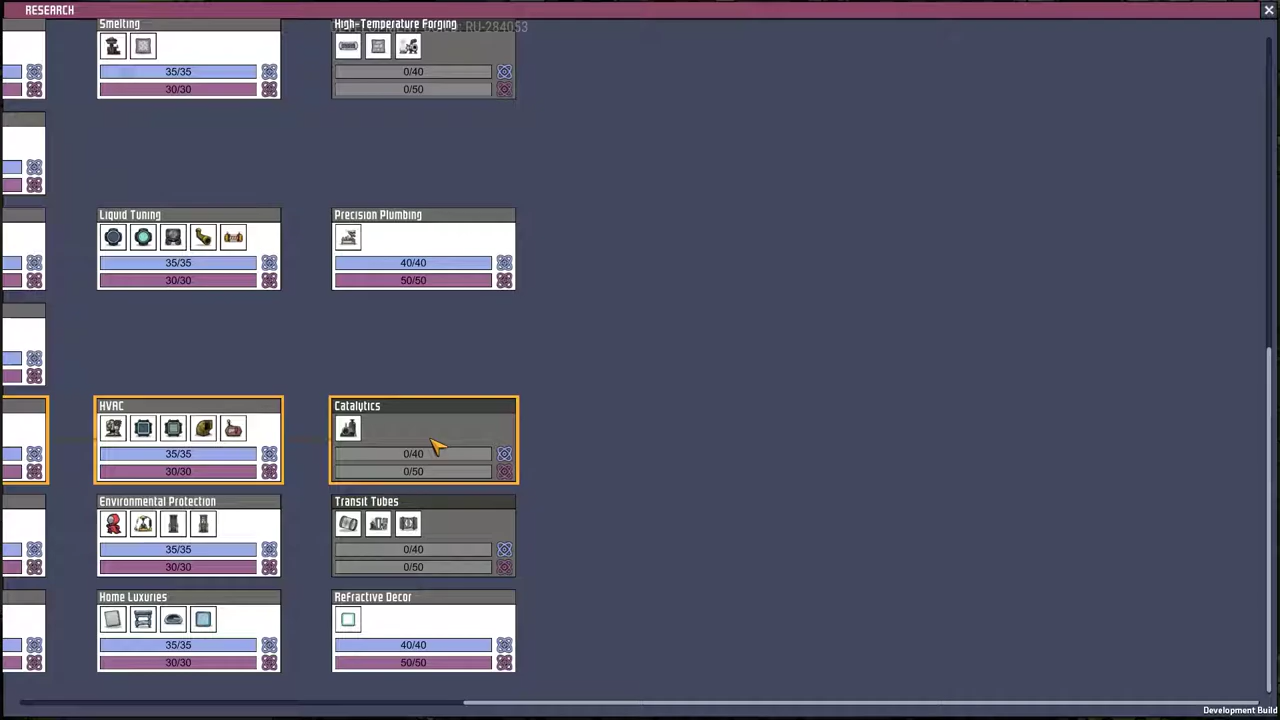 RESEARCH
Smelting
High-Temperature Forging
RU-284053
35/35
0/40
30/30
0/50
Liquid Tuning
Precision Plumbing
35/35
40/40
30/30
50/50
HVAC
Catalytics
35/35
0/40
30/30
0/50
Environmental Protection
Transit Tubes
35/35
0/40
30/30
0/50
Home Luxuries
Refractive Decor
35/35
40/40
30/30
50/50
Development Build